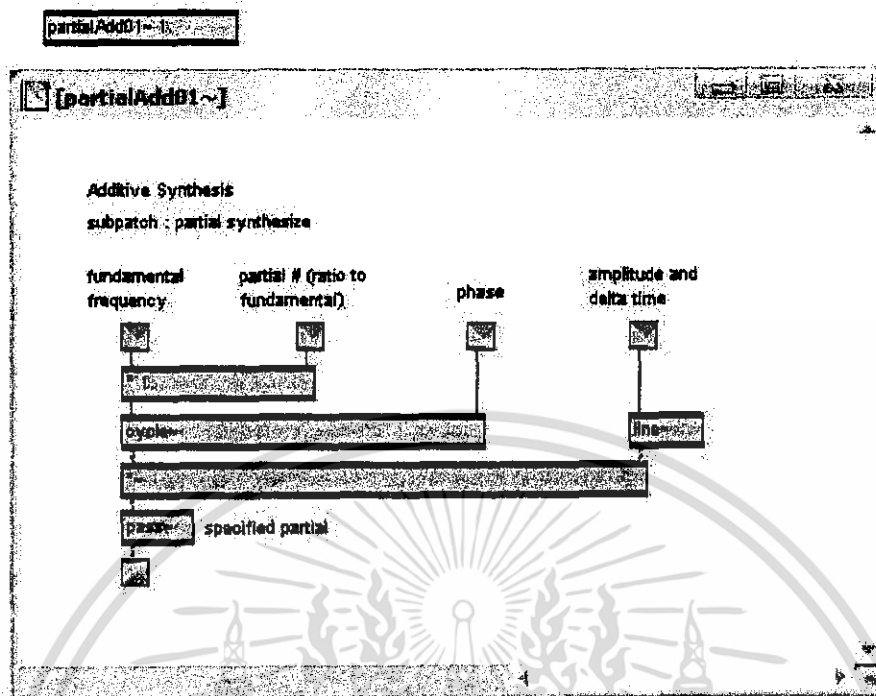 partialAdd01~ 1
[partialAdd01~]
Additive Synthesis
subpatch : partial synthesize
fundamental frequency
partial # (ratio to fundamental)
phase
amplitude and delta time
cycle~
line~
*~
pass~
specified partial